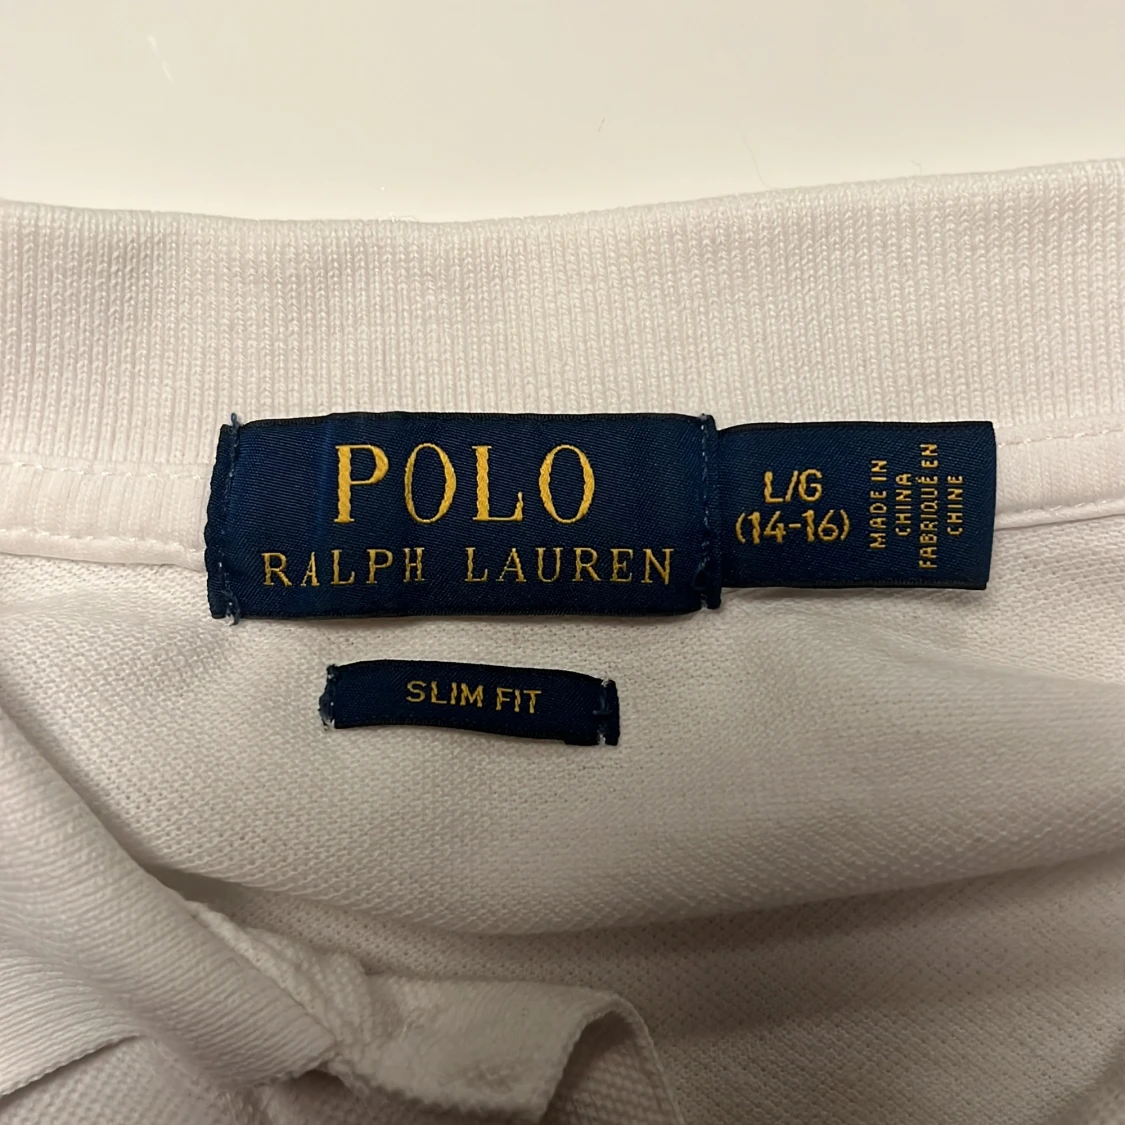 POLO
RALPH LAUREN
L/G
(14-16)
MADE IN
CHINA
FABRIQUÉ EN
CHINE
SLIM FIT